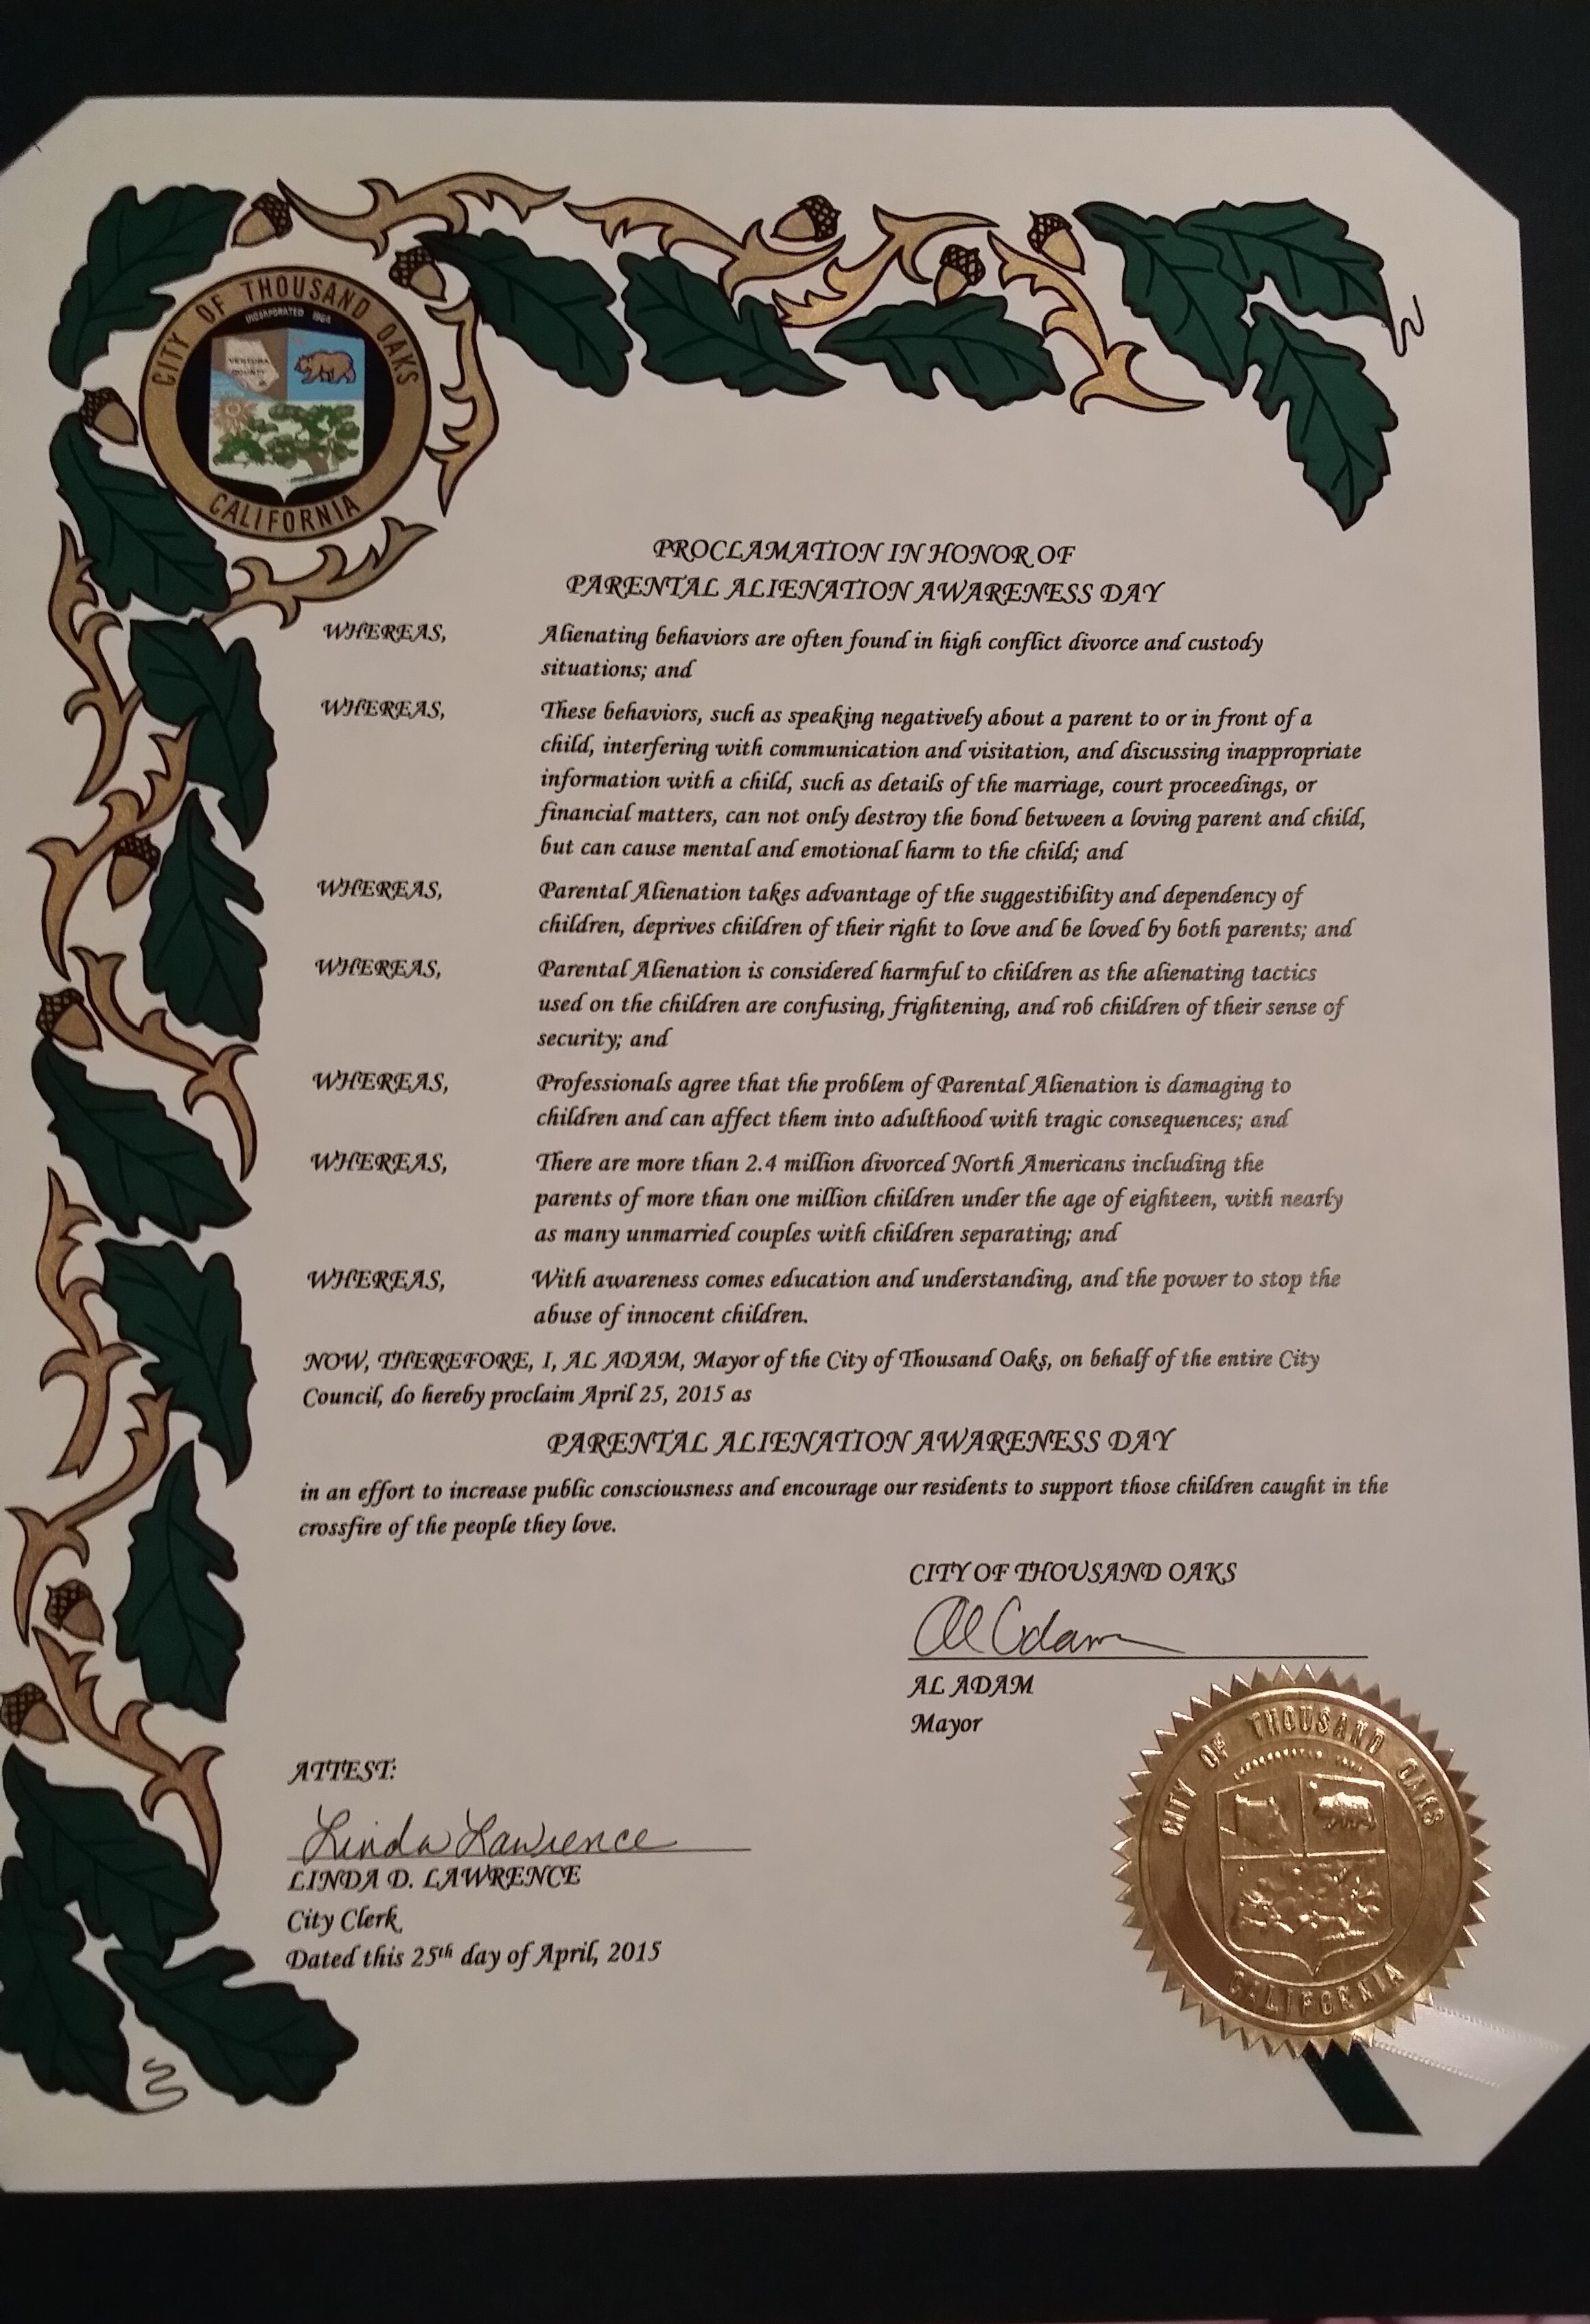 CITY OF THOUSAND OAKS
INCORPORATED 1964
VENTURA
COUNTY
CALIFORNIA
PROCLAMATION IN HONOR OF
PARENTAL ALIENATION AWARENESS DAY
WHEREAS, Alienating behaviors are often found in high conflict divorce and custody
situations; and
WHEREAS, These behaviors, such as speaking negatively about a parent to or in front of a
child, interfering with communication and visitation, and discussing inappropriate
information with a child, such as details of the marriage, court proceedings, or
financial matters, can not only destroy the bond between a loving parent and child,
but can cause mental and emotional harm to the child; and
WHEREAS, Parental Alienation takes advantage of the suggestibility and dependency of
children, deprives children of their right to love and be loved by both parents; and
WHEREAS, Parental Alienation is considered harmful to children as the alienating tactics
used on the children are confusing, frightening, and rob children of their sense of
security; and
WHEREAS, Professionals agree that the problem of Parental Alienation is damaging to
children and can affect them into adulthood with tragic consequences; and
WHEREAS, There are more than 2.4 million divorced North Americans including the
parents of more than one million children under the age of eighteen, with nearly
as many unmarried couples with children separating; and
WHEREAS, With awareness comes education and understanding, and the power to stop the
abuse of innocent children.
NOW, THEREFORE, I, AL ADAM, Mayor of the City of Thousand Oaks, on behalf of the entire City
Council, do hereby proclaim April 25, 2015 as
PARENTAL ALIENATION AWARENESS DAY
in an effort to increase public consciousness and encourage our residents to support those children caught in the
crossfire of the people they love.
CITY OF THOUSAND OAKS
Al Adam
AL ADAM
Mayor
ATTEST:
Linda Lawrence
LINDA D. LAWRENCE
City Clerk
Dated this 25th day of April, 2015
CITY OF THOUSAND OAKS
CALIFORNIA